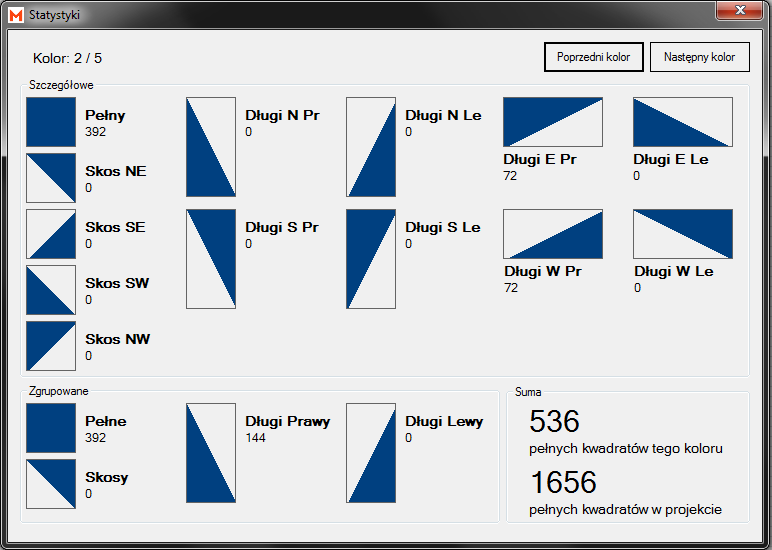 Statystyki
Kolor: 2 / 5
Poprzedni kolor
Następny kolor
Szczegółowe
Pełny
392
Skos NE
0
Skos SE
0
Skos SW
0
Skos NW
0
Długi N Pr
0
Długi S Pr
0
Długi N Le
0
Długi S Le
0
Długi E Pr
72
Długi W Pr
72
Długi E Le
0
Długi W Le
0
Zgrupowane
Pełne
392
Skosy
0
Długi Prawy
144
Długi Lewy
0
Suma
536
pełnych kwadratów tego koloru
1656
pełnych kwadratów w projekcie